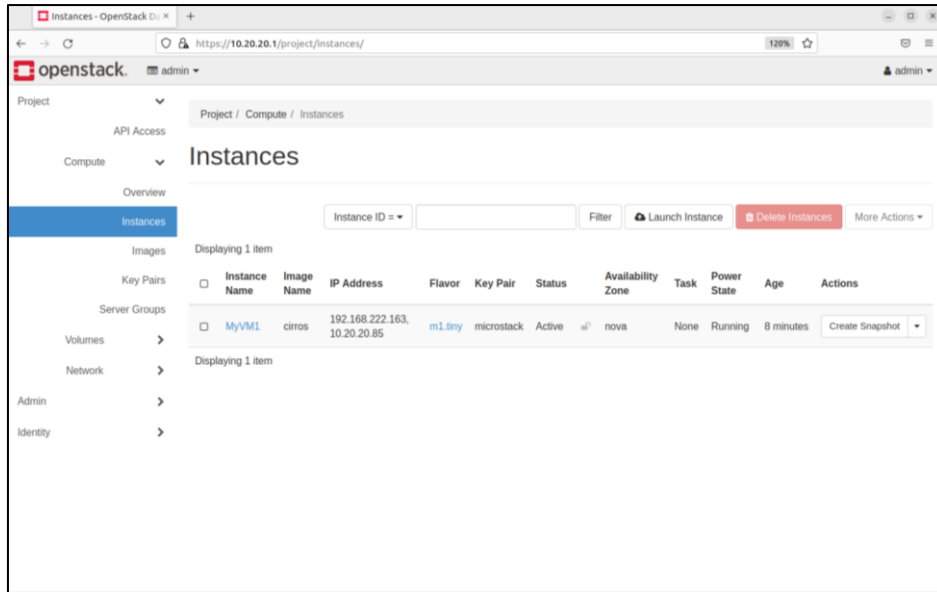 Instances - OpenStack Da
https://10.20.20.1/project/instances/
120%
openstack.
admin
admin
Project
API Access
Compute
Overview
Instances
Images
Key Pairs
Server Groups
Volumes
Network
Admin
Identity
Project / Compute / Instances
Instances
Instance ID =
Filter
Launch Instance
Delete Instances
More Actions
Displaying 1 item
Instance Name Image Name IP Address Flavor Key Pair Status Availability Zone Task Power State Age Actions
MyVM1 cirros 192.168.222.163, 10.20.20.85 m1.tiny microstack Active nova None Running 8 minutes Create Snapshot
Displaying 1 item